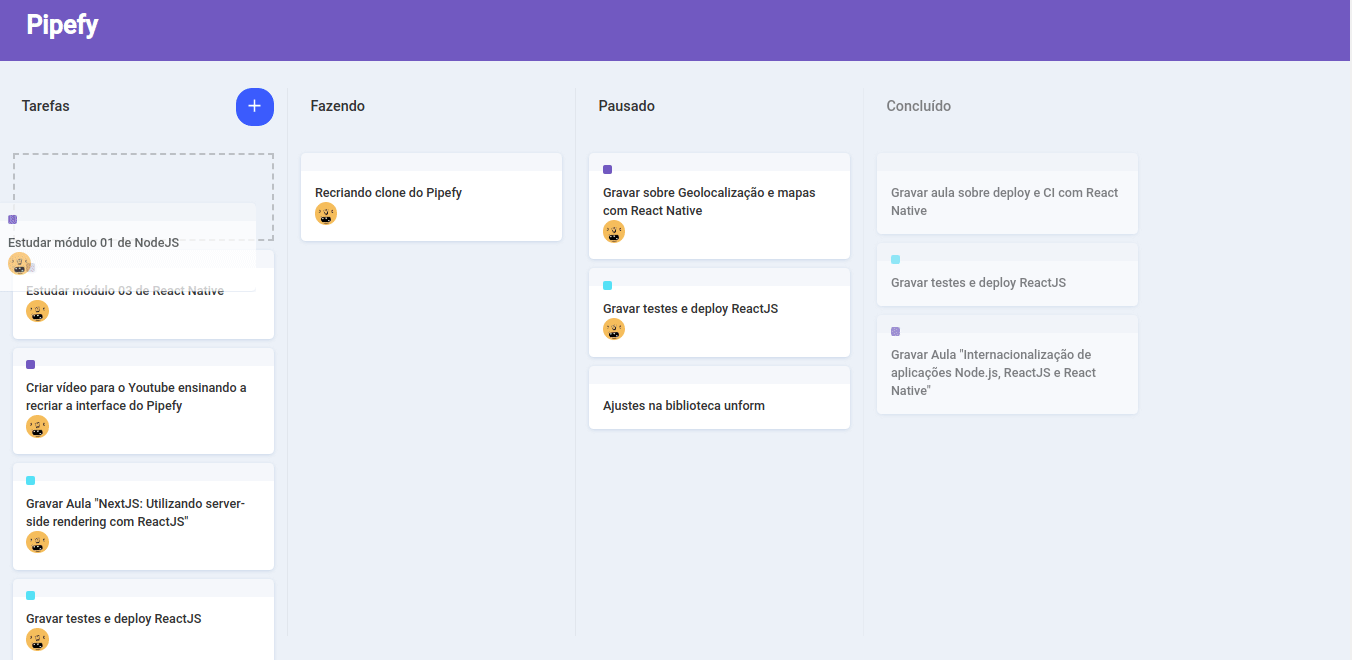 Pipefy
Tarefas
+
Estudar módulo 01 de NodeJS
Estudar módulo 03 de React Native
Criar vídeo para o Youtube ensinando a
recriar a interface do Pipefy
Gravar Aula "NextJS: Utilizando server-
side rendering com ReactJS"
Gravar testes e deploy ReactJS
Fazendo
Recriando clone do Pipefy
Pausado
Gravar sobre Geolocalização e mapas
com React Native
Gravar testes e deploy ReactJS
Ajustes na biblioteca unform
Concluído
Gravar aula sobre deploy e CI com React
Native
Gravar testes e deploy ReactJS
Gravar Aula "Internacionalização de
aplicações Node.js, ReactJS e React
Native"